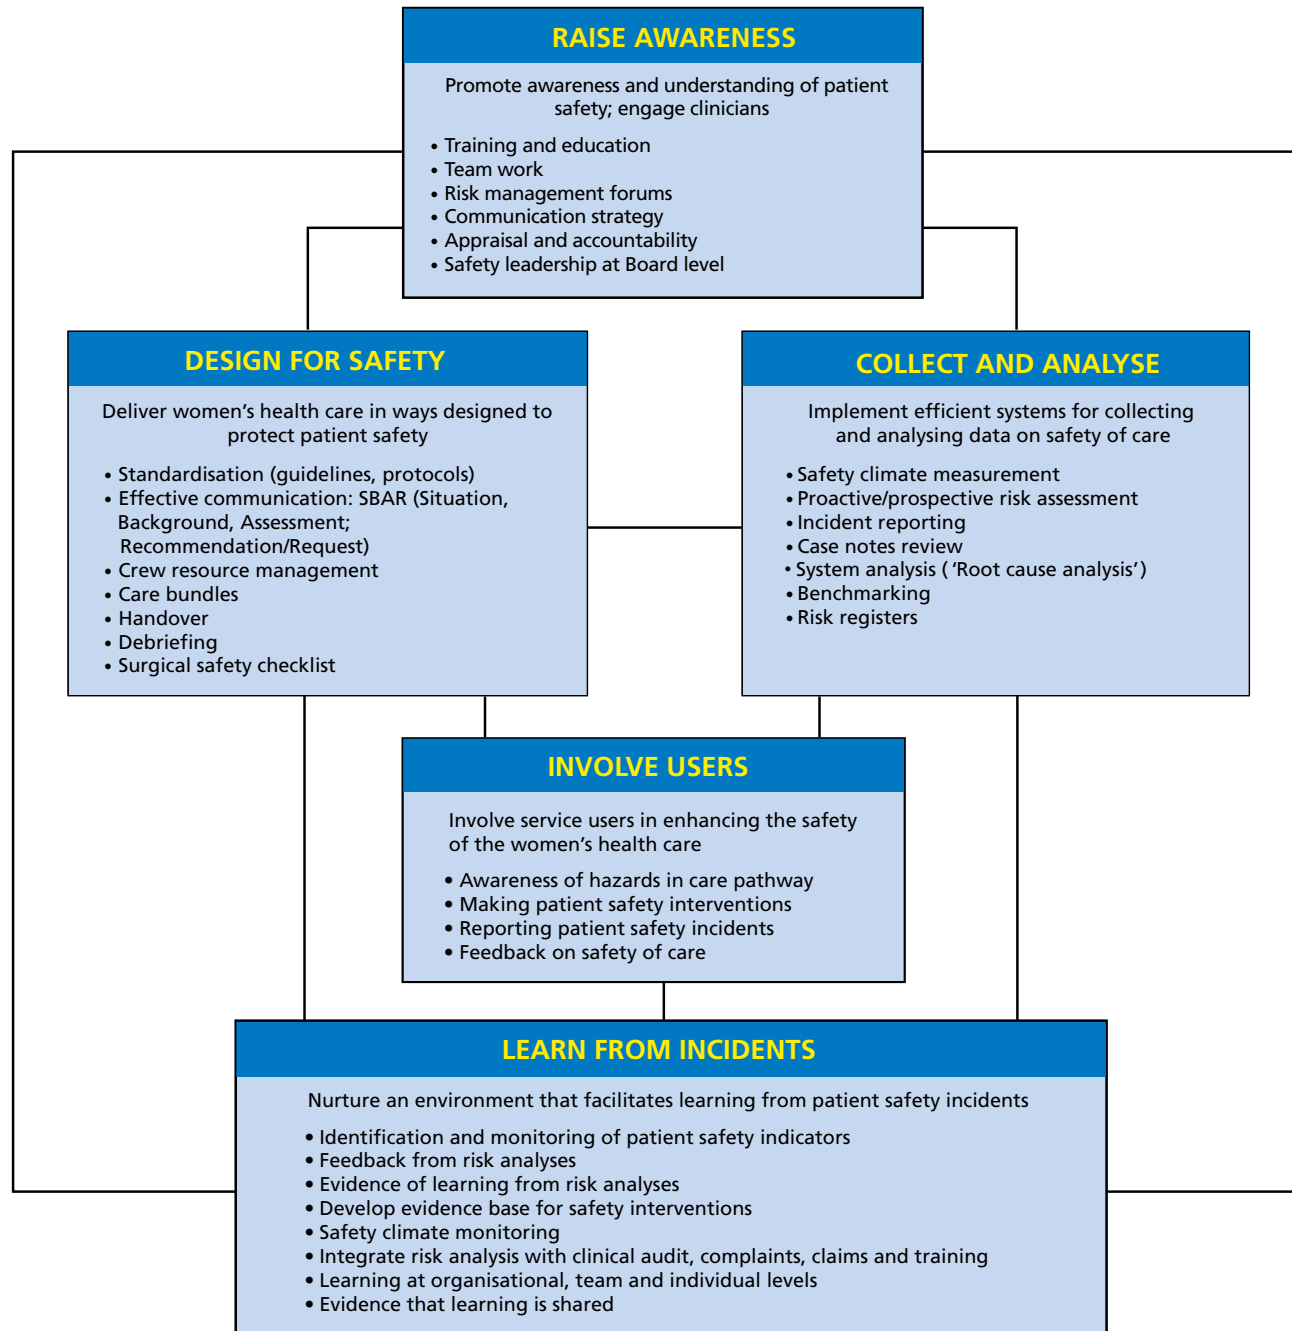 RAISE AWARENESS
Promote awareness and understanding of patient
safety; engage clinicians
• Training and education
• Team work
• Risk management forums
• Communication strategy
• Appraisal and accountability
• Safety leadership at Board level
DESIGN FOR SAFETY
Deliver women's health care in ways designed to
protect patient safety
• Standardisation (guidelines, protocols)
• Effective communication: SBAR (Situation,
Background, Assessment;
Recommendation/Request)
• Crew resource management
• Care bundles
• Handover
• Debriefing
• Surgical safety checklist
COLLECT AND ANALYSE
Implement efficient systems for collecting
and analysing data on safety of care
• Safety climate measurement
• Proactive/prospective risk assessment
• Incident reporting
• Case notes review
• System analysis ( 'Root cause analysis')
• Benchmarking
• Risk registers
INVOLVE USERS
Involve service users in enhancing the safety
of the women's health care
• Awareness of hazards in care pathway
• Making patient safety interventions
• Reporting patient safety incidents
• Feedback on safety of care
LEARN FROM INCIDENTS
Nurture an environment that facilitates learning from patient safety incidents
• Identification and monitoring of patient safety indicators
• Feedback from risk analyses
• Evidence of learning from risk analyses
• Develop evidence base for safety interventions
• Safety climate monitoring
• Integrate risk analysis with clinical audit, complaints, claims and training
• Learning at organisational, team and individual levels
• Evidence that learning is shared